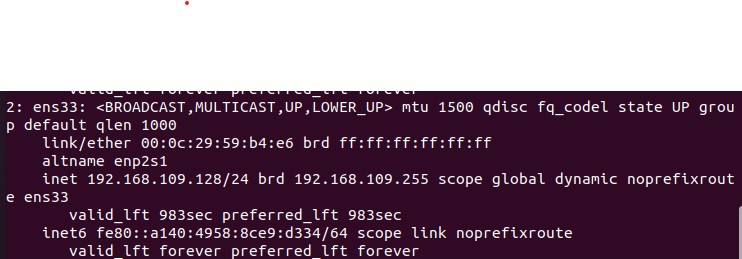 valid_lft forever preferred_lft forever
2: ens33: <BROADCAST,MULTICAST,UP,LOWER_UP> mtu 1500 qdisc fq_codel state UP grou
p default qlen 1000
link/ether 00:0c:29:59:b4:e6 brd ff:ff:ff:ff:ff:ff
altname enp2s1
inet 192.168.109.128/24 brd 192.168.109.255 scope global dynamic noprefixrout
e ens33
valid_lft 983sec preferred_lft 983sec
inet6 fe80::a140:4958:8ce9:d334/64 scope link noprefixroute
valid_lft forever preferred_lft forever